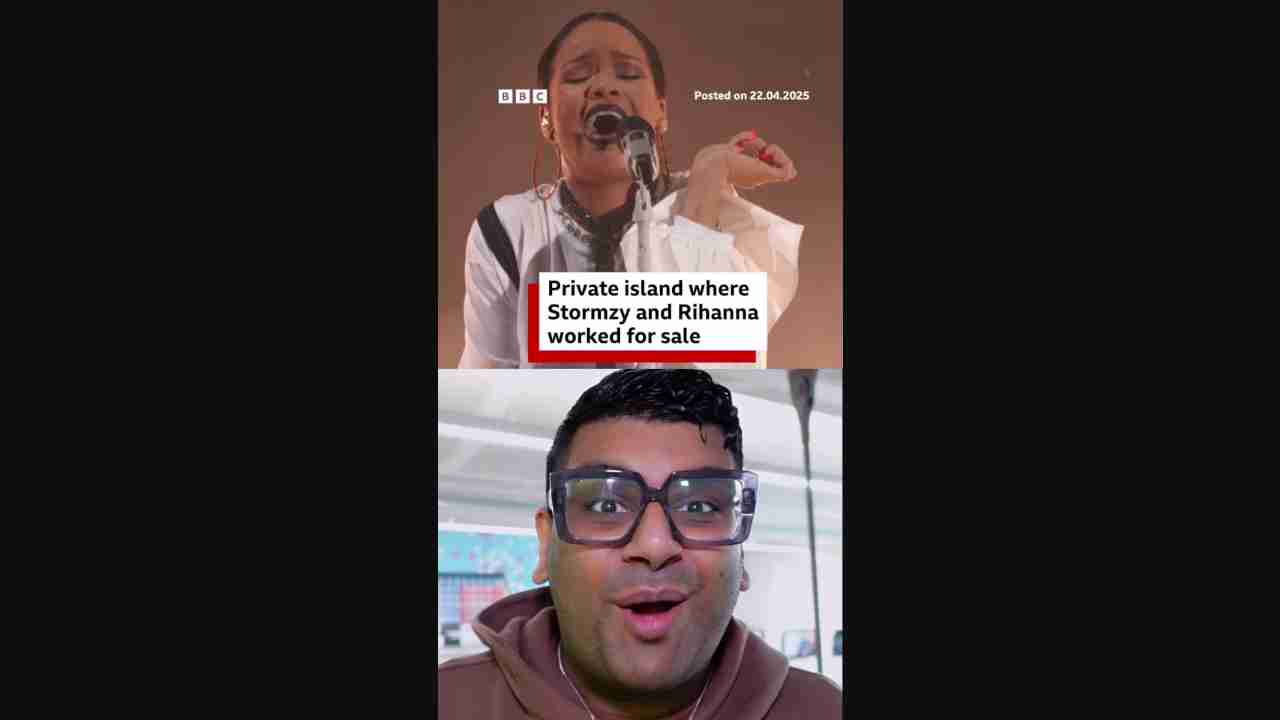 BBC
Posted on 22.04.2025
Private island where
Stormzy and Rihanna
worked for sale